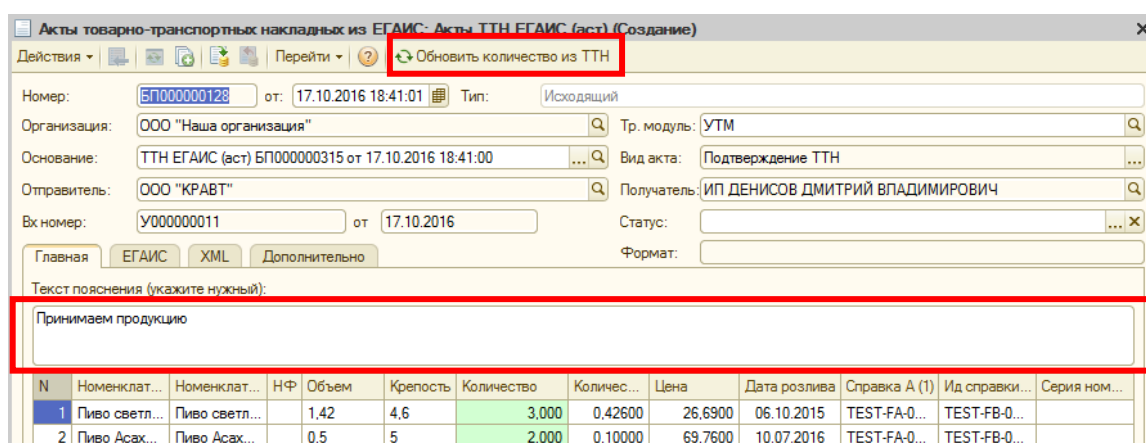 Акты товарно-транспортных накладных из ЕГАИС: Акты ТТН ЕГАИС (аст) (Создание)
Действия Перейти Обновить количество из ТТН
Номер: БП000000128 от: 17.10.2016 18:41:01 Тип: Исходящий
Организация: ООО "Наша организация" Тр. модуль: УТМ
Основание: ТТН ЕГАИС (аст) БП000000315 от 17.10.2016 18:41:00 ... Вид акта: Подтверждение ТТН ...
Отправитель: ООО "КРАВТ" Получатель: ИП ДЕНИСОВ ДМИТРИЙ ВЛАДИМИРОВИЧ
Вх номер: У000000011 от 17.10.2016 Статус: ... x
Главная ЕГАИС XML Дополнительно Формат:
Текст пояснения (укажите нужный):
Принимаем продукцию
N Номенклат... Номенклат... НФ Объем Крепость Количество Количес... Цена Дата розлива Справка А (1) Ид справки... Серия ном...
1 Пиво светл... Пиво светл... 1,42 4,6 3,000 0,42600 26,6900 06.10.2015 TEST-FA-0... TEST-FB-0...
2 Пиво Асах... Пиво Асах... 0,5 5 2,000 0,10000 69,7600 10.07.2016 TEST-FA-0... TEST-FB-0...